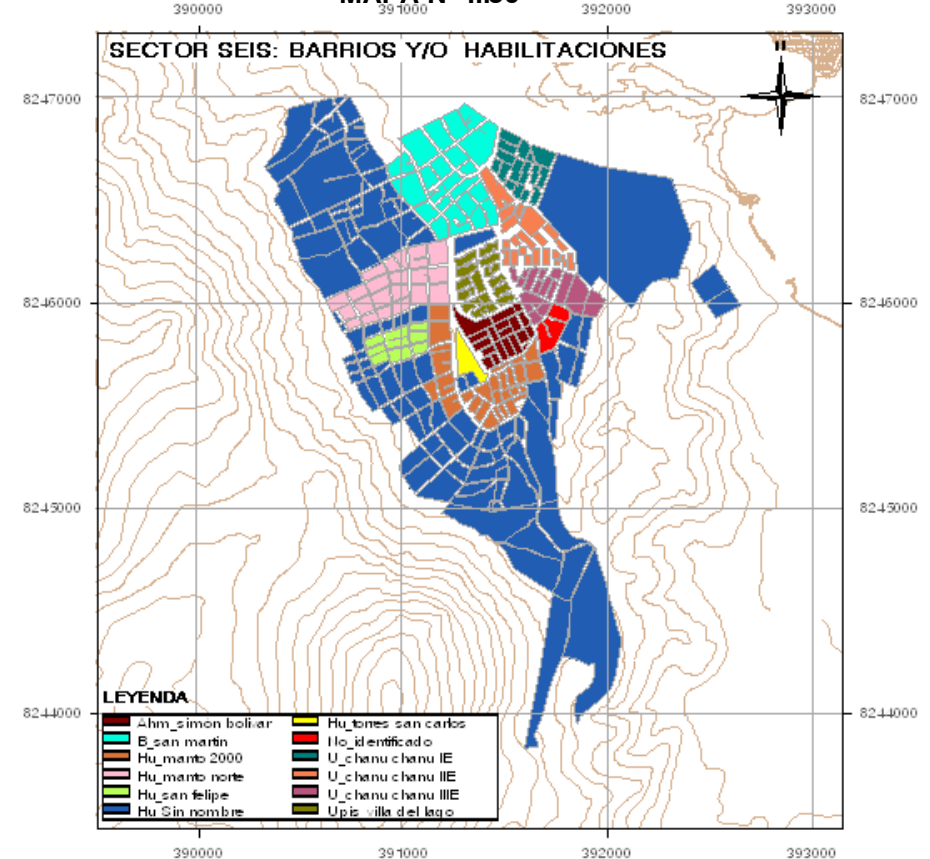 390000 391000 392000 393000
SECTOR SEIS: BARRIOS Y/O HABILITACIONES
8247000 8247000
8246000 8246000
8245000 8245000
8244000 8244000
LEYENDA
Ahm_simon bolivar
B_san martin
Hu_manto 2000
Hu_manto norte
Hu_san felipe
Hu Sin nombre
Hu_torres san carlos
No_identificado
U_chanu chanu IE
U_chanu chanu IIE
U_chanu chanu IIIE
Upis villa del lago
390000 391000 392000 393000